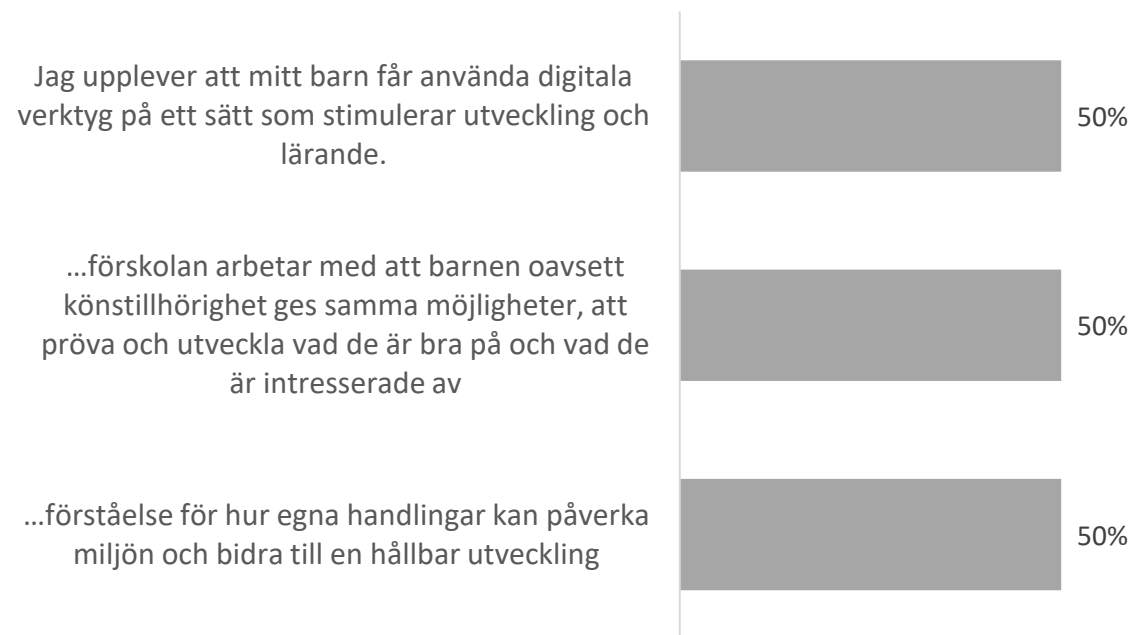 Jag upplever att mitt barn får använda digitala
verktyg på ett sätt som stimulerar utveckling och
lärande.
50%
…förskolan arbetar med att barnen oavsett
könstillhörighet ges samma möjligheter, att
pröva och utveckla vad de är bra på och vad de
är intresserade av
50%
…förståelse för hur egna handlingar kan påverka
miljön och bidra till en hållbar utveckling
50%